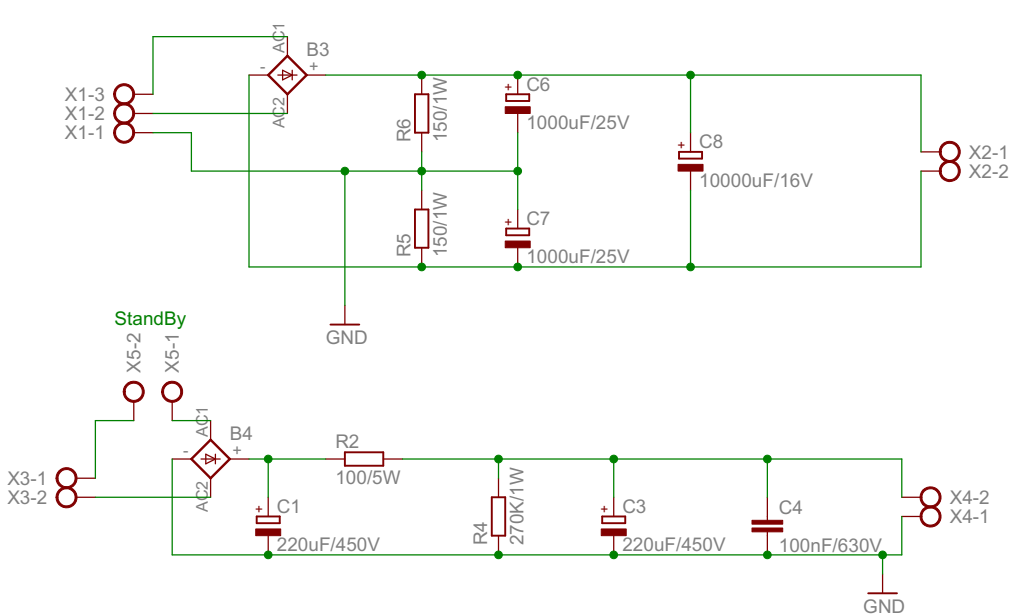 AC1
B3
-
+
AC2
X1-3
X1-2
X1-1
R6
150/1W
+
C6
1000uF/25V
+
C8
10000uF/16V
X2-1
X2-2
R5
150/1W
+
C7
1000uF/25V
GND
StandBy
X5-2
X5-1
AC1
B4
-
+
AC2
X3-1
X3-2
R2
100/5W
+
C1
220uF/450V
R4
270K/1W
+
C3
220uF/450V
C4
100nF/630V
X4-2
X4-1
GND